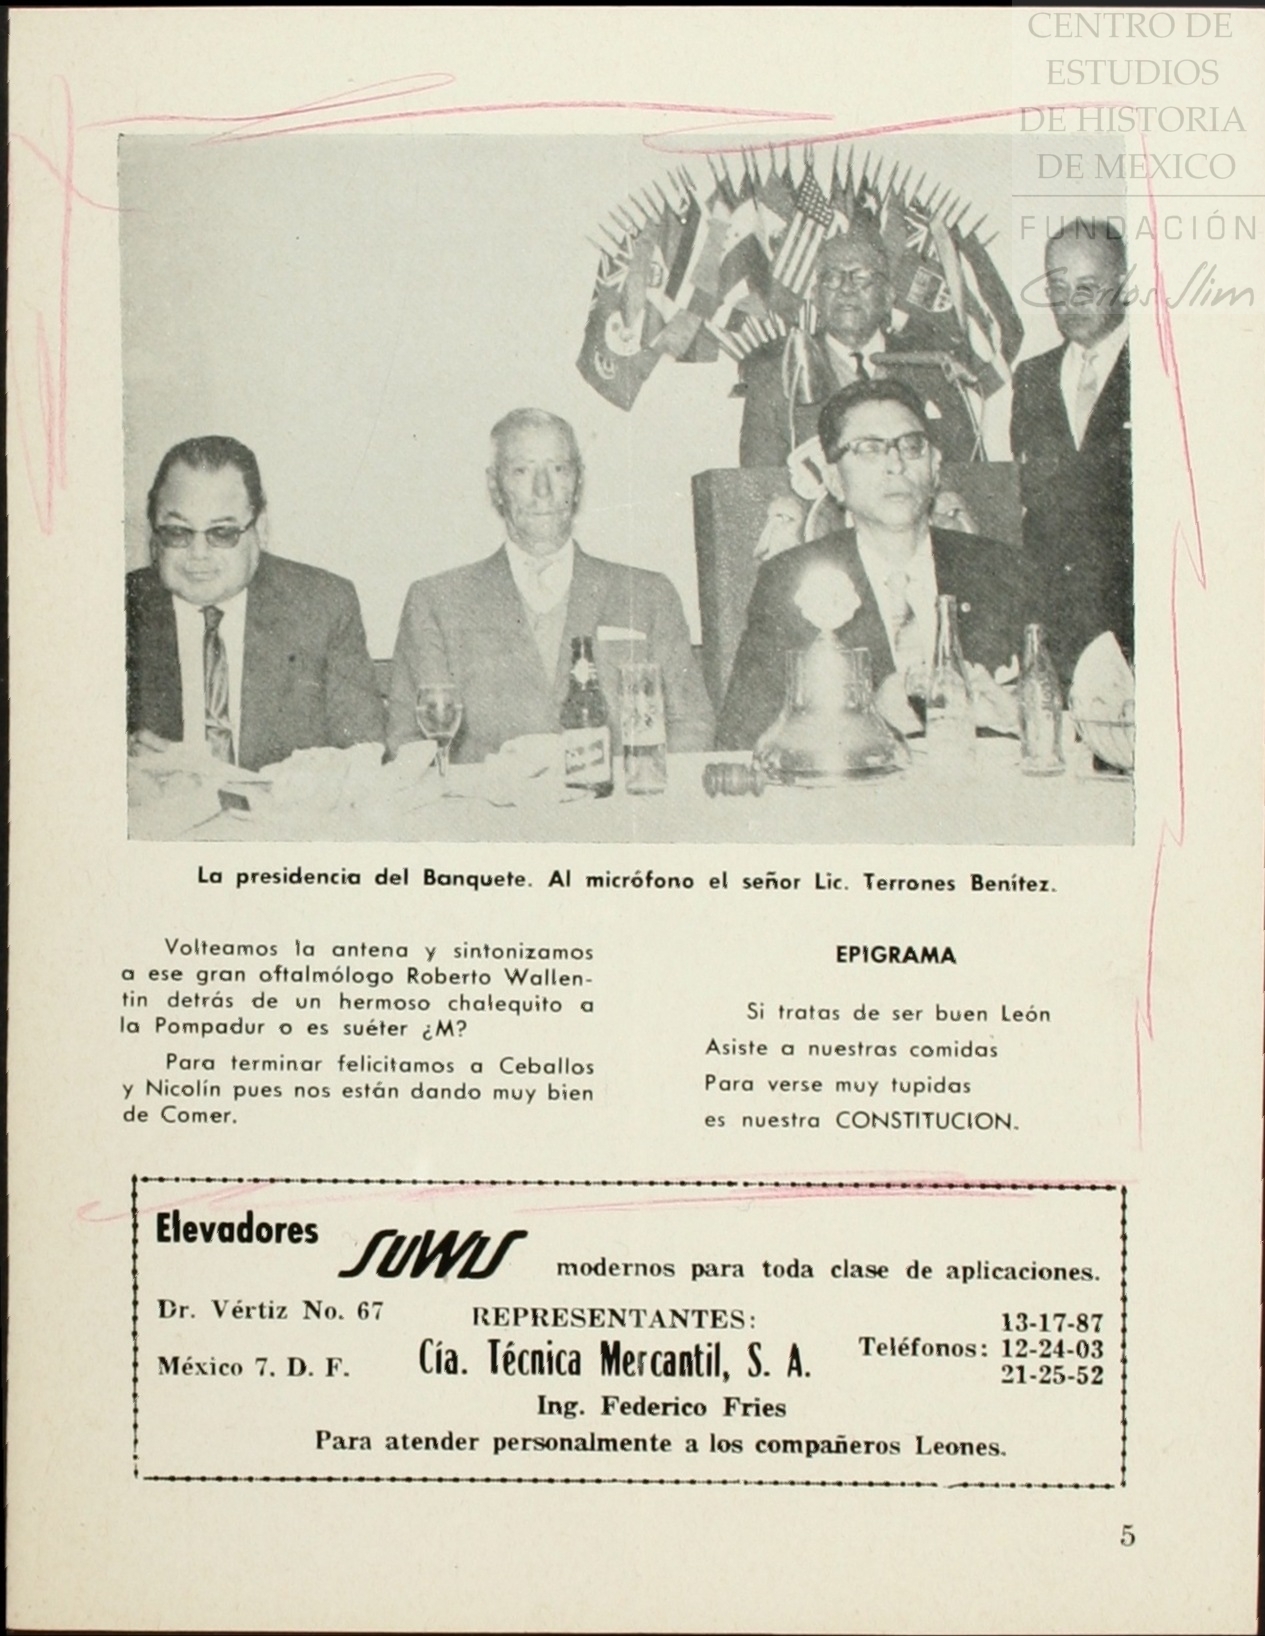 CENTRO DE
ESTUDIOS
DE HISTORIA
DE MEXICO
FUNDACIÓN
Carlos Slim
La presidencia del Banquete. Al micrófono el señor Lic. Terrones Benítez.
Volteamos la antena y sintonizamos
a ese gran oftalmólogo Roberto Wallen-
tin detrás de un hermoso chalequito a
la Pompadur o es suéter ¿M?
Para terminar felicitamos a Ceballos
y Nicolín pues nos están dando muy bien
de Comer.
EPIGRAMA
Si tratas de ser buen León
Asiste a nuestras comidas
Para verse muy tupidas
es nuestra CONSTITUCION.
Elevadores SUWIS modernos para toda clase de aplicaciones.
Dr. Vértiz No. 67
México 7. D. F.
REPRESENTANTES:
Cía. Técnica Mercantil, S. A.
Ing. Federico Fries
Teléfonos: 13-17-87
12-24-03
21-25-52
Para atender personalmente a los compañeros Leones.
5